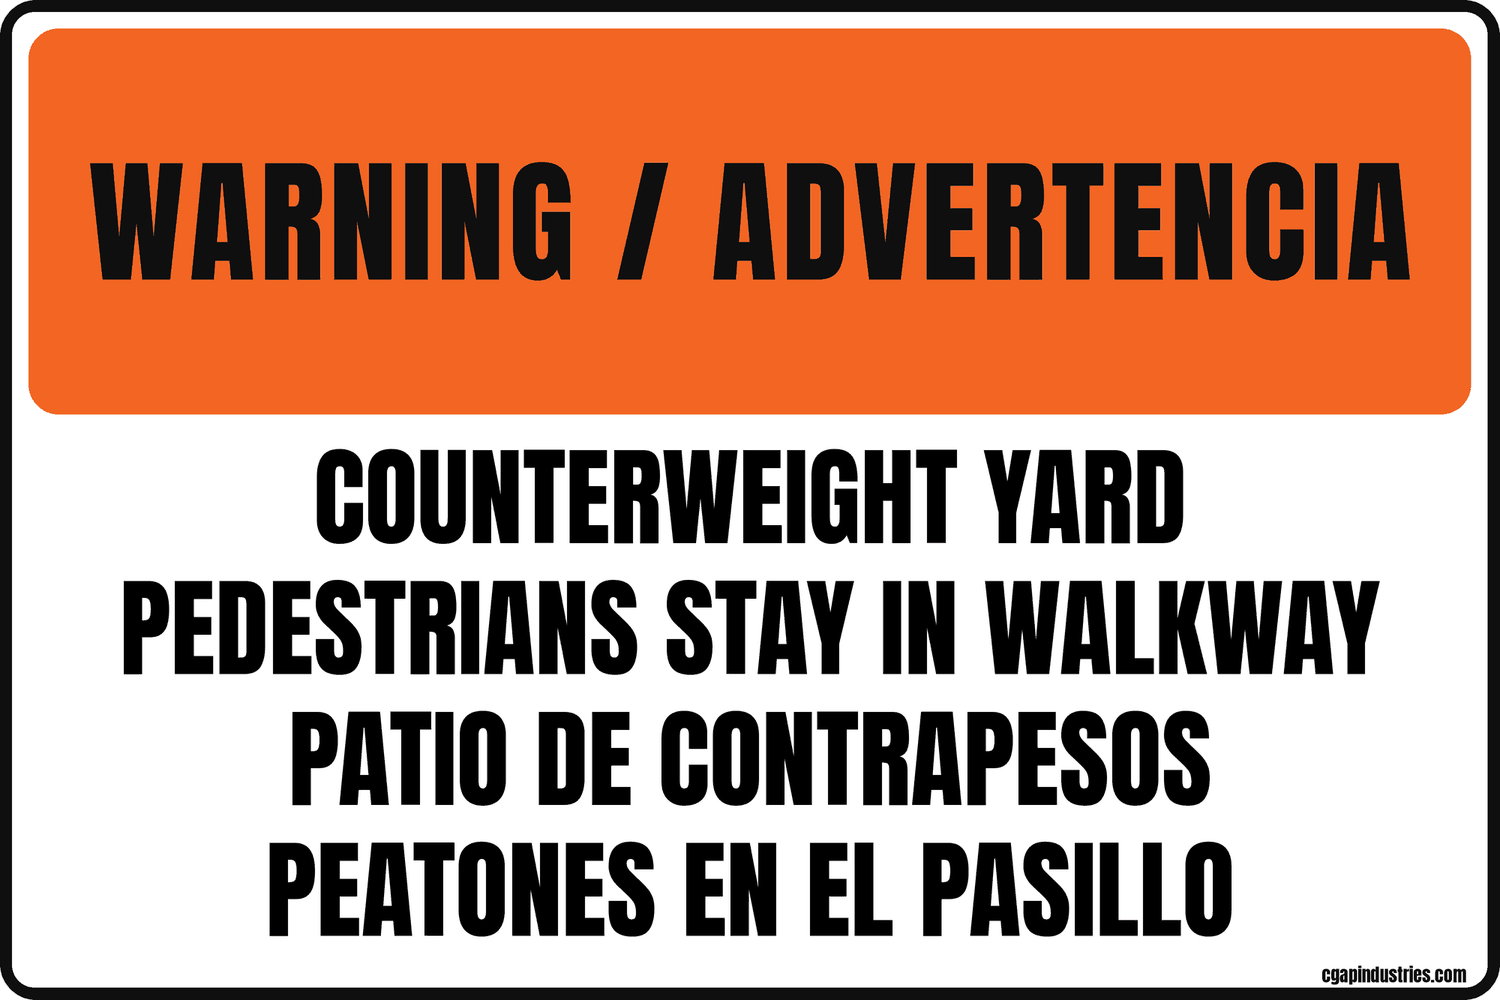 WARNING / ADVERTENCIA
COUNTERWEIGHT YARD
PEDESTRIANS STAY IN WALKWAY
PATIO DE CONTRAPESOS
PEATONES EN EL PASILLO
cgapindustries.com